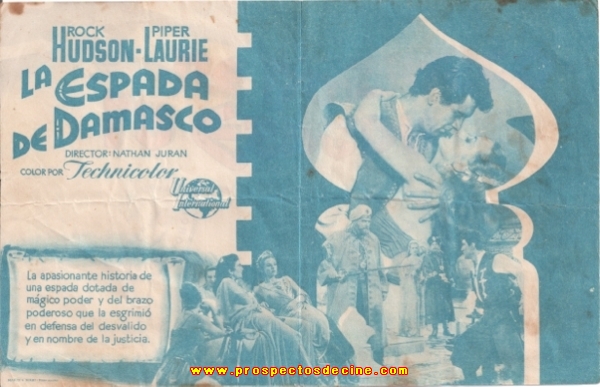 ROCK PIPER
HUDSON-LAURIE
LA ESPADA
DE DAMASCO
DIRECTOR: NATHAN JURAN
COLOR POR Technicolor
Universal
International
La apasionante historia de
una espada dotada de
mágico poder y del brazo
poderoso que la esgrimió
en defensa del desvalido
y en nombre de la justicia.
www.prospectosdecine.com